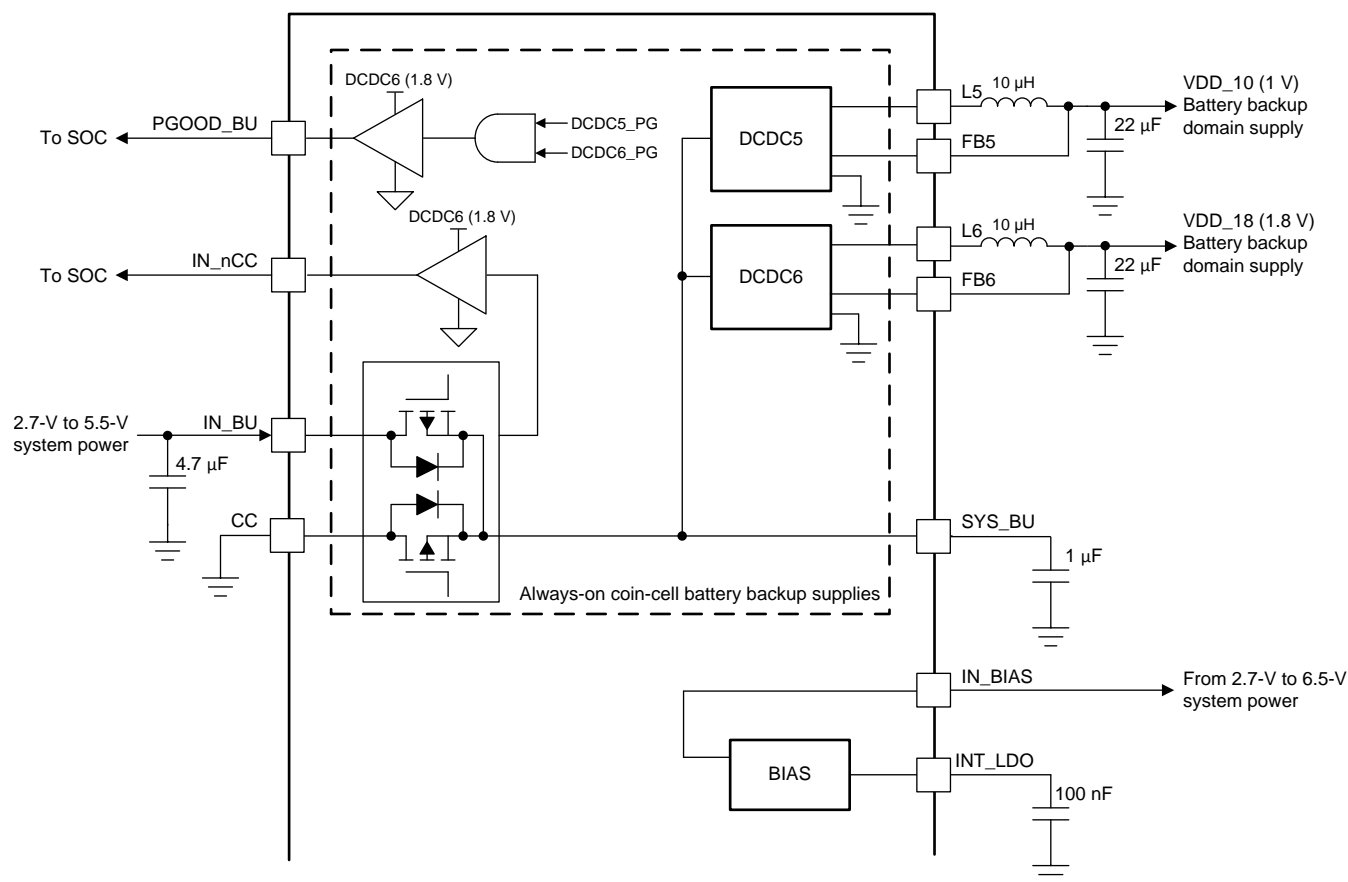 DCDC6 (1.8 V)
PGOOD_BU
To SOC
DCDC5_PG
DCDC6_PG
DCDC6 (1.8 V)
IN_nCC
To SOC
2.7-V to 5.5-V
system power
IN_BU
4.7 µF
CC
Always-on coin-cell battery backup supplies
DCDC5
L5
10 µH
FB5
22 µF
VDD_10 (1 V)
Battery backup
domain supply
DCDC6
L6
10 µH
FB6
22 µF
VDD_18 (1.8 V)
Battery backup
domain supply
SYS_BU
1 µF
IN_BIAS
From 2.7-V to 6.5-V
system power
BIAS
INT_LDO
100 nF